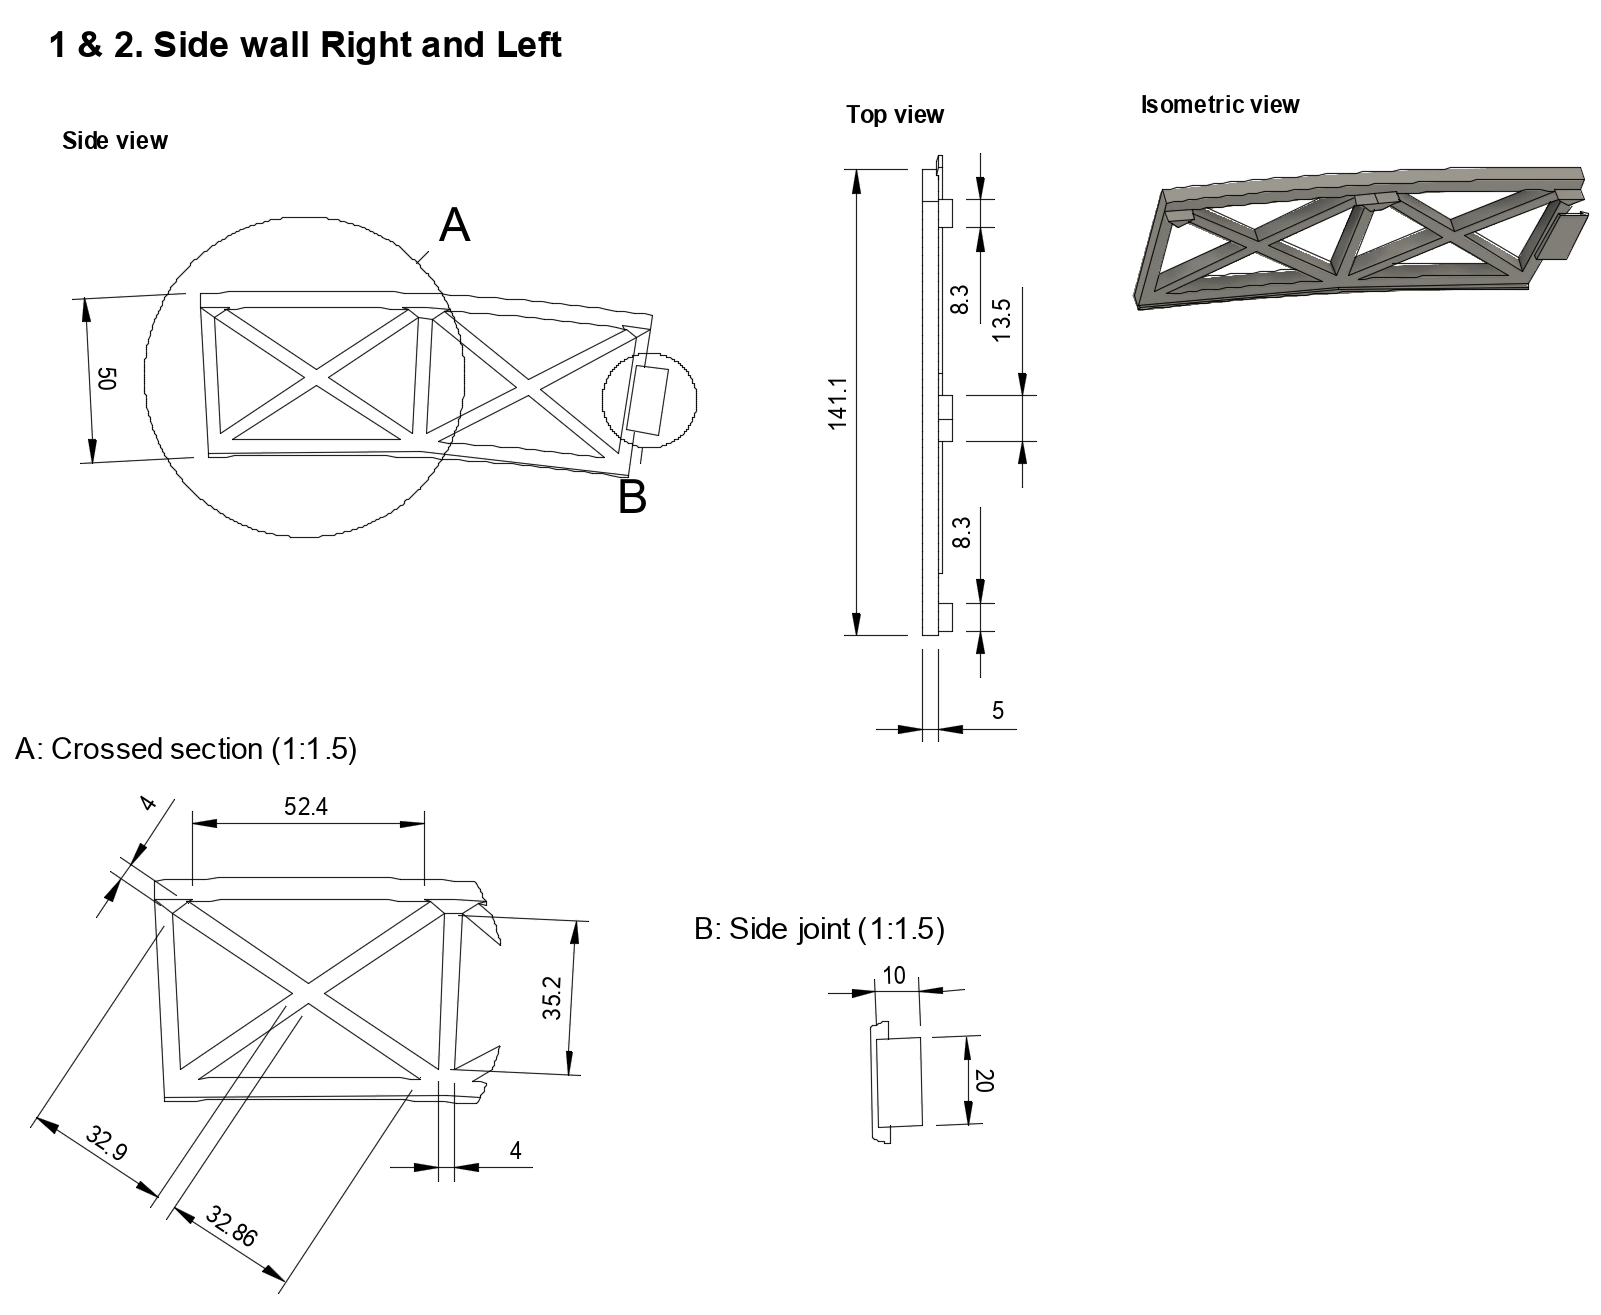 1 & 2. Side wall Right and Left
Side view
Top view
Isometric view
A
50
B
8.3
13.5
141.1
8.3
5
A: Crossed section (1:1.5)
4
52.4
35.2
32.9
32.86
4
B: Side joint (1:1.5)
10
20